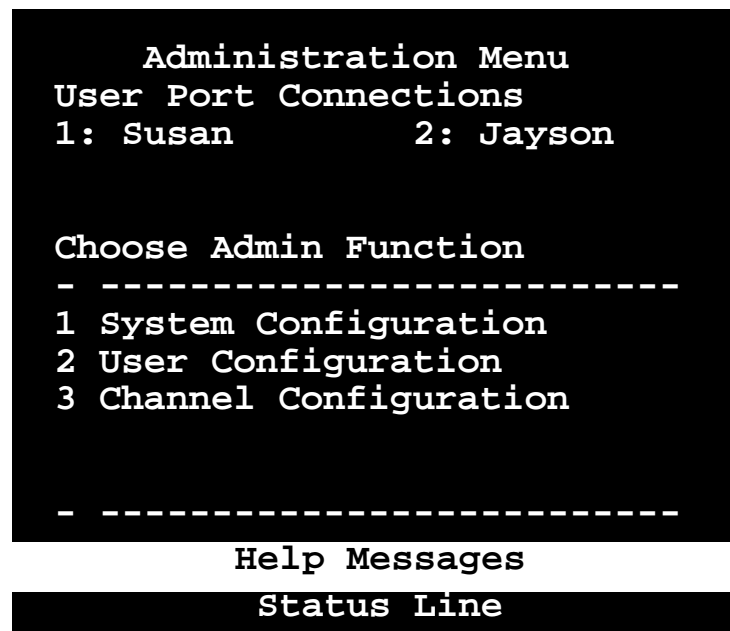 Administration Menu
User Port Connections
1: Susan 2: Jayson
Choose Admin Function
- --------------------------
1 System Configuration
2 User Configuration
3 Channel Configuration
- --------------------------
Help Messages
Status Line